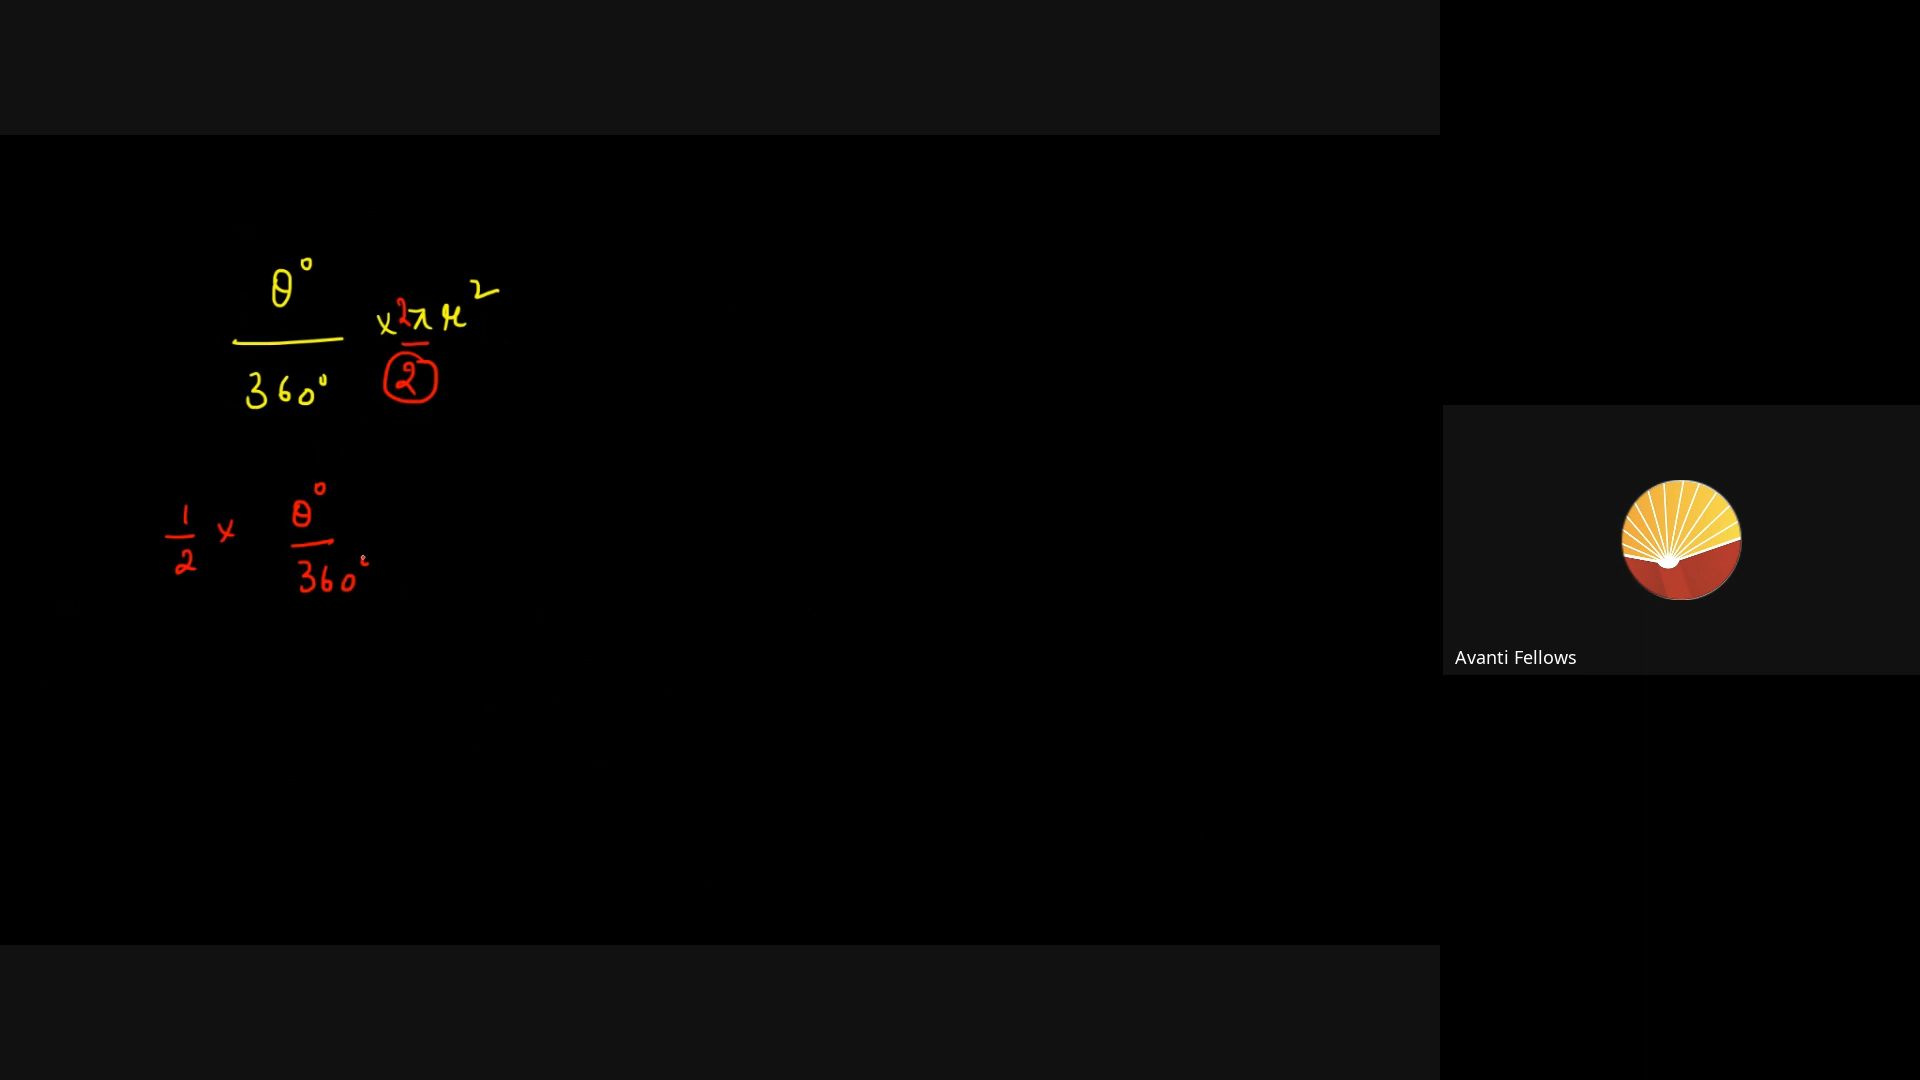 θ° / 360° × 2πr² / 2
1/2 × θ° / 360°
Avanti Fellows